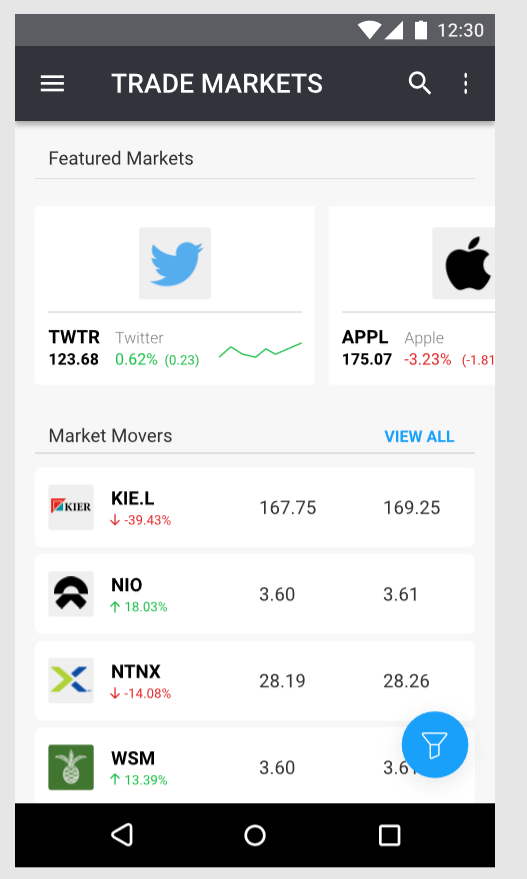 12:30
TRADE MARKETS
Featured Markets
TWTR Twitter
123.68 0.62% (0.23)
APPL Apple
175.07 -3.23% (-1.81
Market Movers VIEW ALL
KIER
KIE.L 167.75 169.25
-39.43%
NIO 3.60 3.61
18.03%
NTNX 28.19 28.26
-14.08%
WSM 3.60 3.61
13.39%